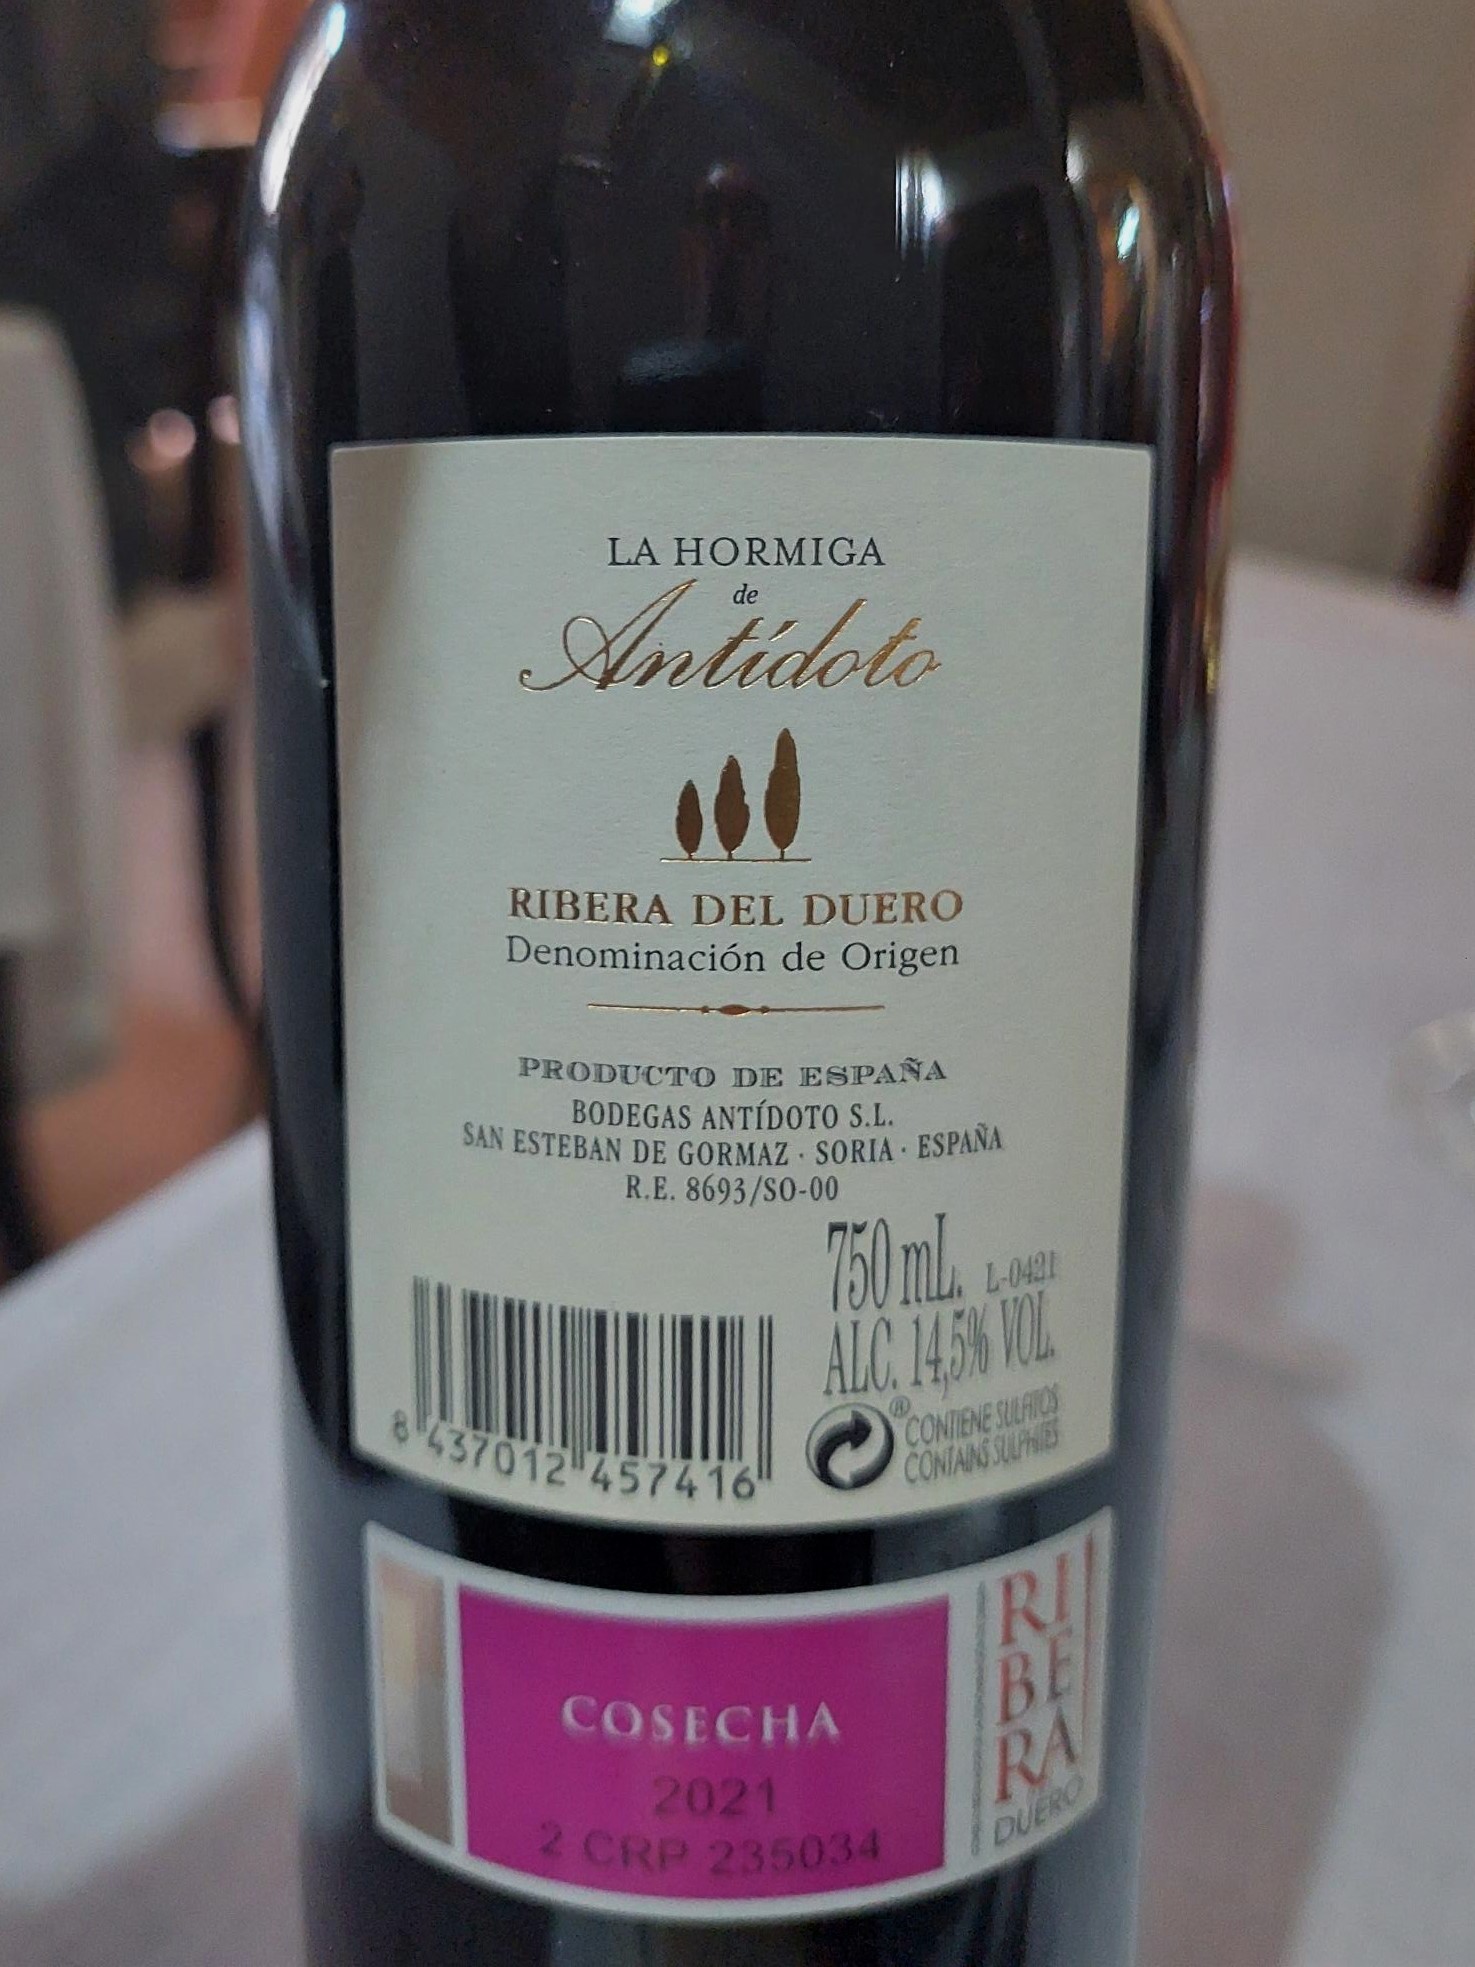 LA HORMIGA
de
Antídoto
RIBERA DEL DUERO
Denominación de Origen
PRODUCTO DE ESPAÑA
BODEGAS ANTÍDOTO S.L.
SAN ESTEBAN DE GORMAZ · SORIA · ESPAÑA
R.E. 8693/SO-00
750 mL. L-0421
ALC. 14,5% VOL.
® CONTIENE SULFITOS
CONTAINS SULPHITES
8 437012 457416
COSECHA
2021
2 CRP 235034
RI
BE
RA
DUERO